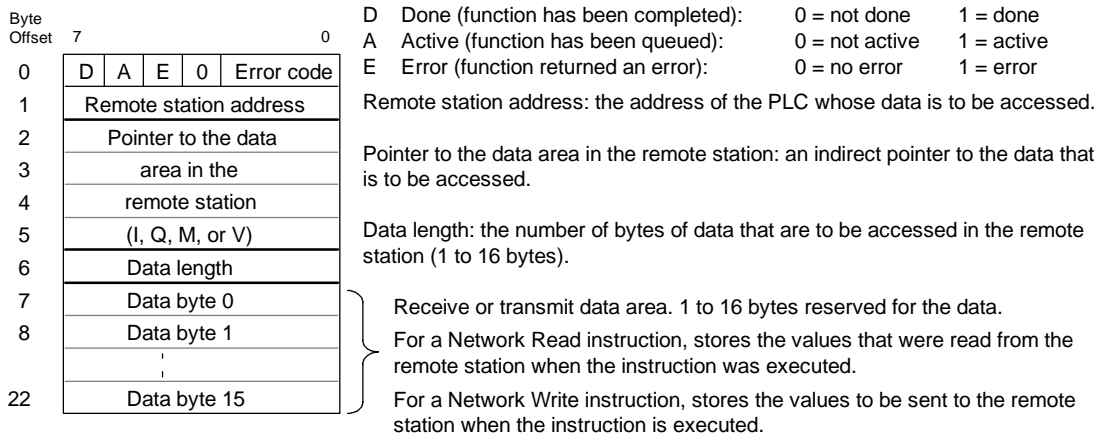 Byte
Offset 7 0
0 D A E 0 Error code
1 Remote station address
2 Pointer to the data
3 area in the
4 remote station
5 (I, Q, M, or V)
6 Data length
7 Data byte 0
8 Data byte 1
22 Data byte 15
D Done (function has been completed): 0 = not done 1 = done
A Active (function has been queued): 0 = not active 1 = active
E Error (function returned an error): 0 = no error 1 = error
Remote station address: the address of the PLC whose data is to be accessed.
Pointer to the data area in the remote station: an indirect pointer to the data that
is to be accessed.
Data length: the number of bytes of data that are to be accessed in the remote
station (1 to 16 bytes).
Receive or transmit data area. 1 to 16 bytes reserved for the data.
For a Network Read instruction, stores the values that were read from the
remote station when the instruction was executed.
For a Network Write instruction, stores the values to be sent to the remote
station when the instruction is executed.